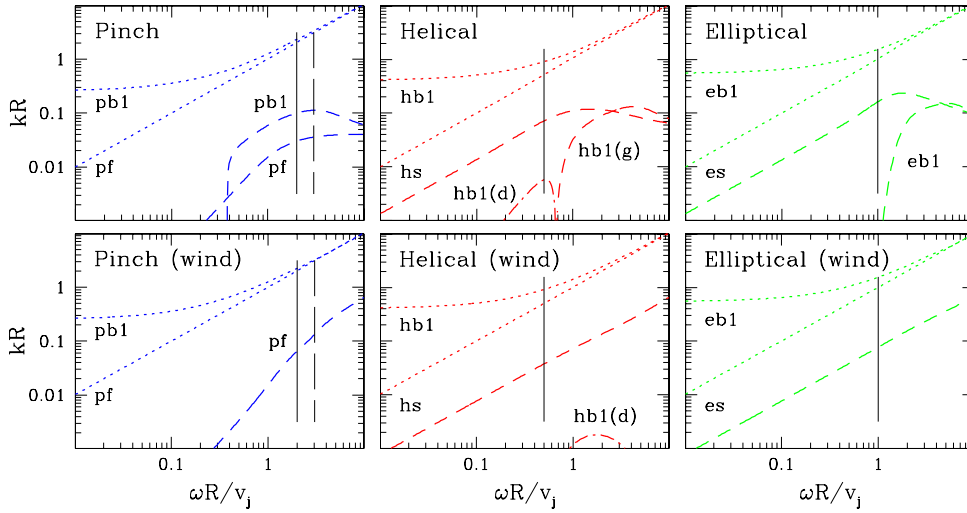 Pinch
Helical
Elliptical
kR
1
0.1
0.01
pb1
pf
pb1
pf
hb1
hs
hb1(d)
hb1(g)
eb1
es
eb1
Pinch (wind)
Helical (wind)
Elliptical (wind)
kR
1
0.1
0.01
pb1
pf
pf
hb1
hs
hb1(d)
eb1
es
0.1
1
0.1
1
0.1
1
ωR/vj
ωR/vj
ωR/vj